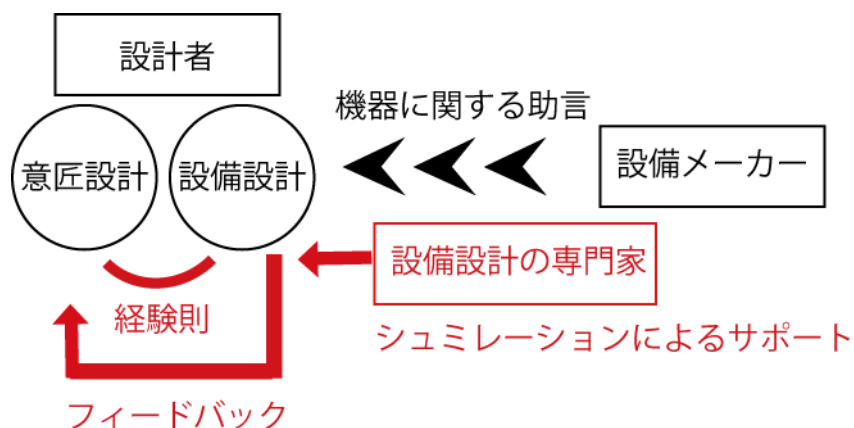 設計者
意匠設計
設備設計
機器に関する助言
設備メーカー
設備設計の専門家
シュミレーションによるサポート
経験則
フィードバック